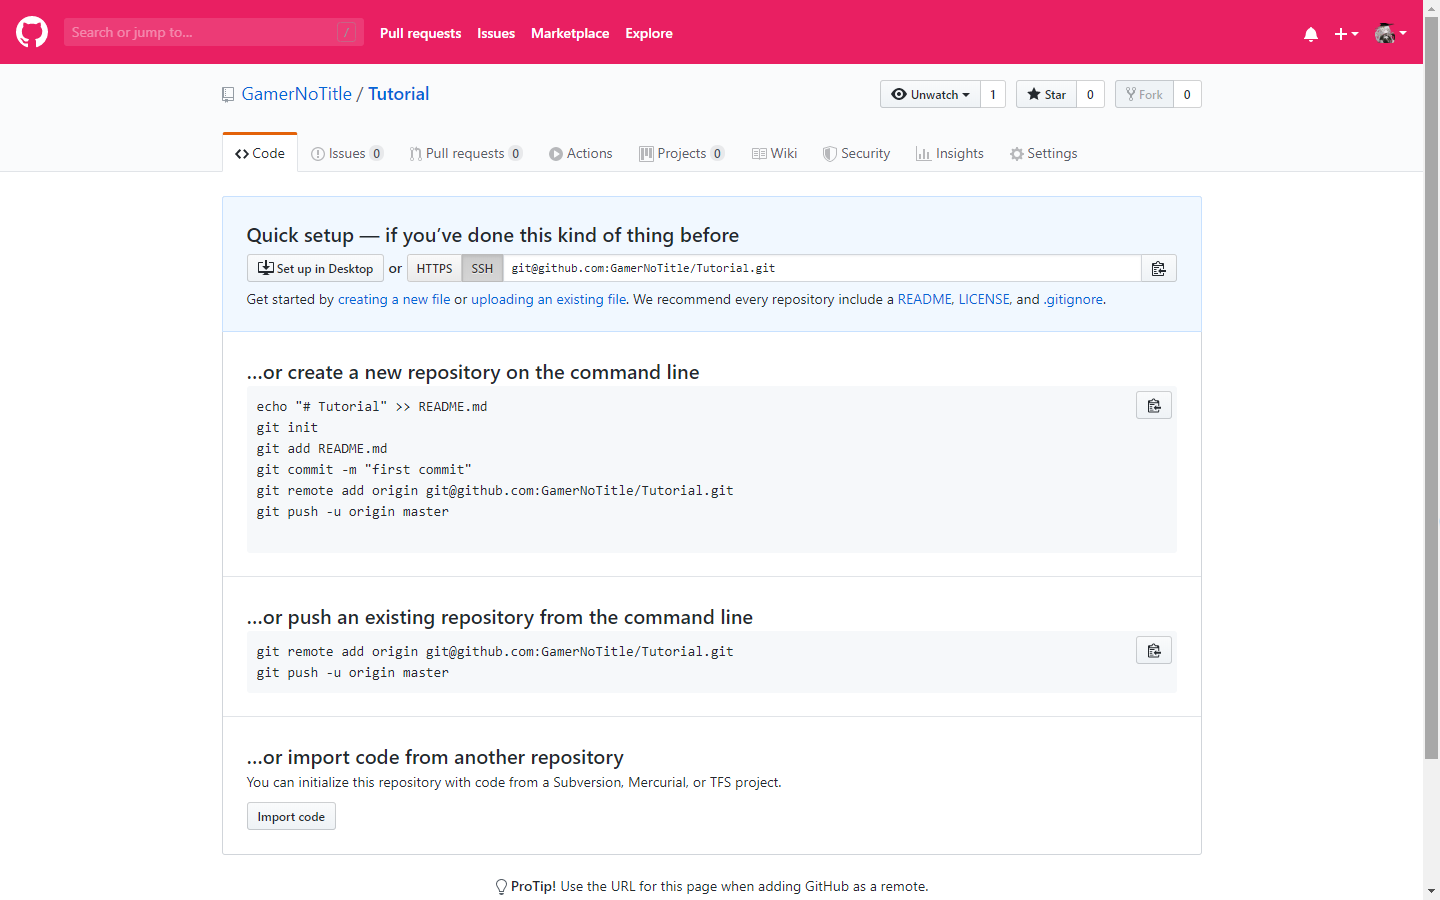 Search or jump to... / Pull requests Issues Marketplace Explore
GamerNoTitle / Tutorial Unwatch 1 Star 0 Fork 0
Code Issues 0 Pull requests 0 Actions Projects 0 Wiki Security Insights Settings
Quick setup — if you’ve done this kind of thing before
Set up in Desktop or HTTPS SSH git@github.com:GamerNoTitle/Tutorial.git
Get started by creating a new file or uploading an existing file. We recommend every repository include a README, LICENSE, and .gitignore.
…or create a new repository on the command line
echo "# Tutorial" >> README.md
git init
git add README.md
git commit -m "first commit"
git remote add origin git@github.com:GamerNoTitle/Tutorial.git
git push -u origin master
…or push an existing repository from the command line
git remote add origin git@github.com:GamerNoTitle/Tutorial.git
git push -u origin master
…or import code from another repository
You can initialize this repository with code from a Subversion, Mercurial, or TFS project.
Import code
ProTip! Use the URL for this page when adding GitHub as a remote.